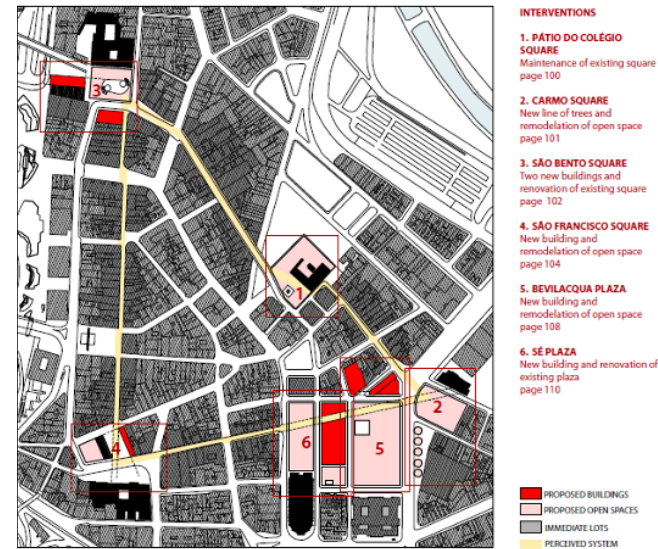 INTERVENTIONS
1. PÁTIO DO COLÉGIO
SQUARE
Maintenance of existing square
page 100
2. CARMO SQUARE
New line of trees and
remodelation of open space
page 101
3. SÃO BENTO SQUARE
Two new buildings and
renovation of existing square
page 102
4. SÃO FRANCISCO SQUARE
New building and
remodelation of open space
page 104
5. BEVILACQUA PLAZA
New building and
remodelation of open space
page 108
6. SÉ PLAZA
New building and renovation of
existing plaza
page 110
PROPOSED BUILDINGS
PROPOSED OPEN SPACES
IMMEDIATE LOTS
PERCEIVED SYSTEM
3
1
2
4
6
5